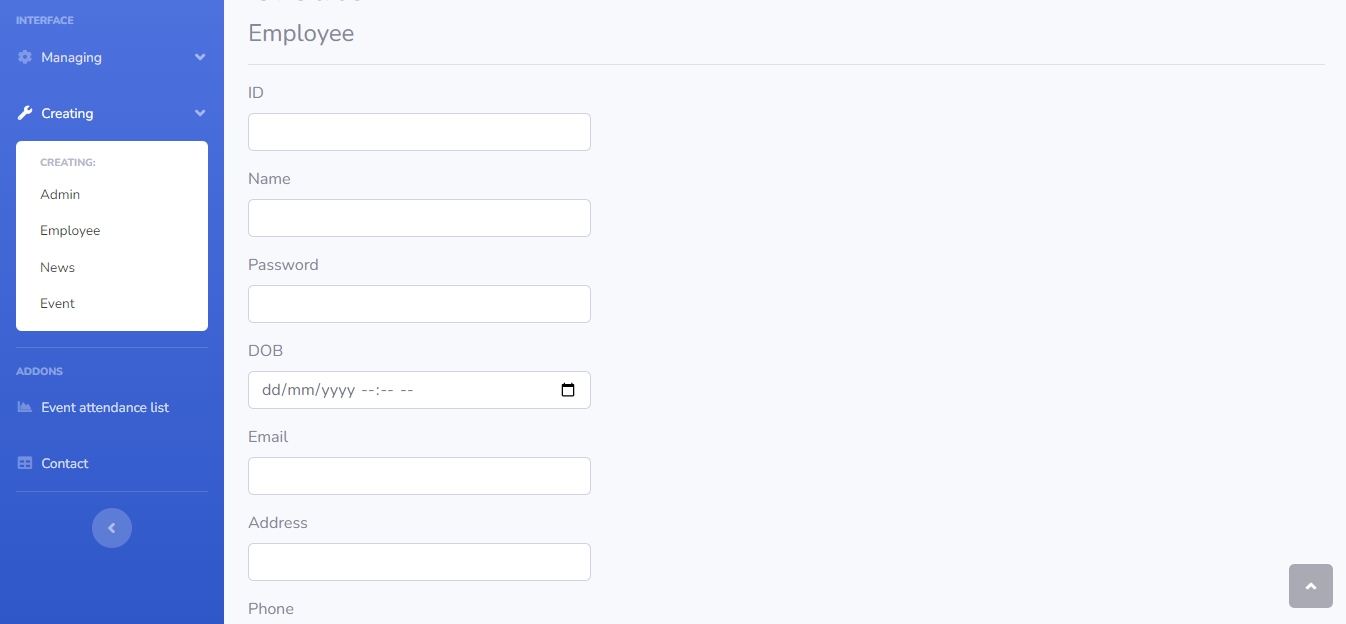 INTERFACE
Managing
Creating
CREATING:
Admin
Employee
News
Event
ADDONS
Event attendance list
Contact
Employee
ID
Name
Password
DOB
dd/mm/yyyy --:-- --
Email
Address
Phone